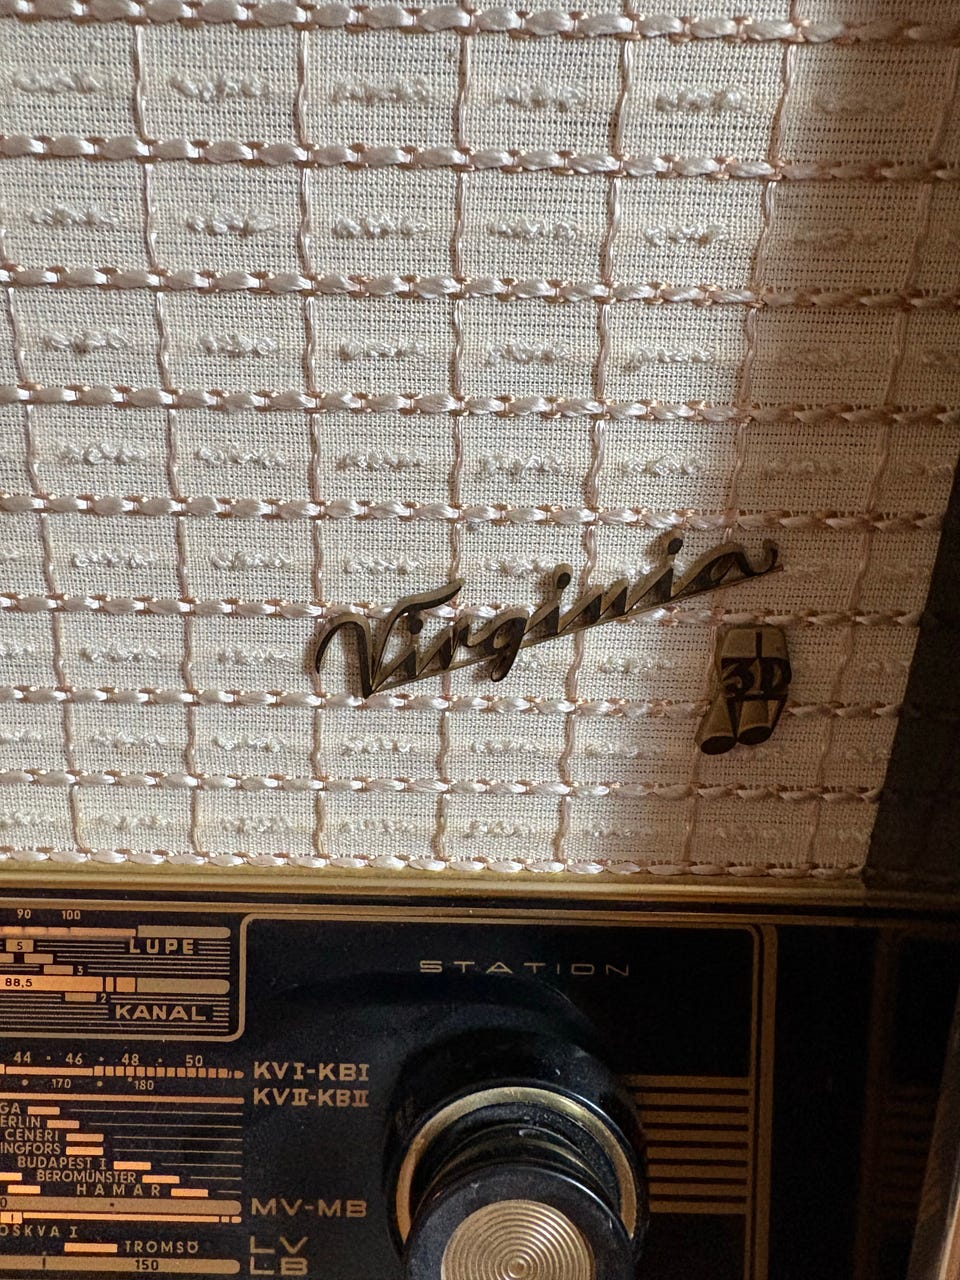 Virginia
3D
90 100
LUPE
STATION
5
3
88,5
2
KANAL
44 · 46 · 48 · 50
KVI-KBI
· 170 · 180
KVII-KBII
CENERI
BUDAPEST I
BEROMÜNSTER
HAMAR
MV-MB
TROMSÖ
LV
150
LB